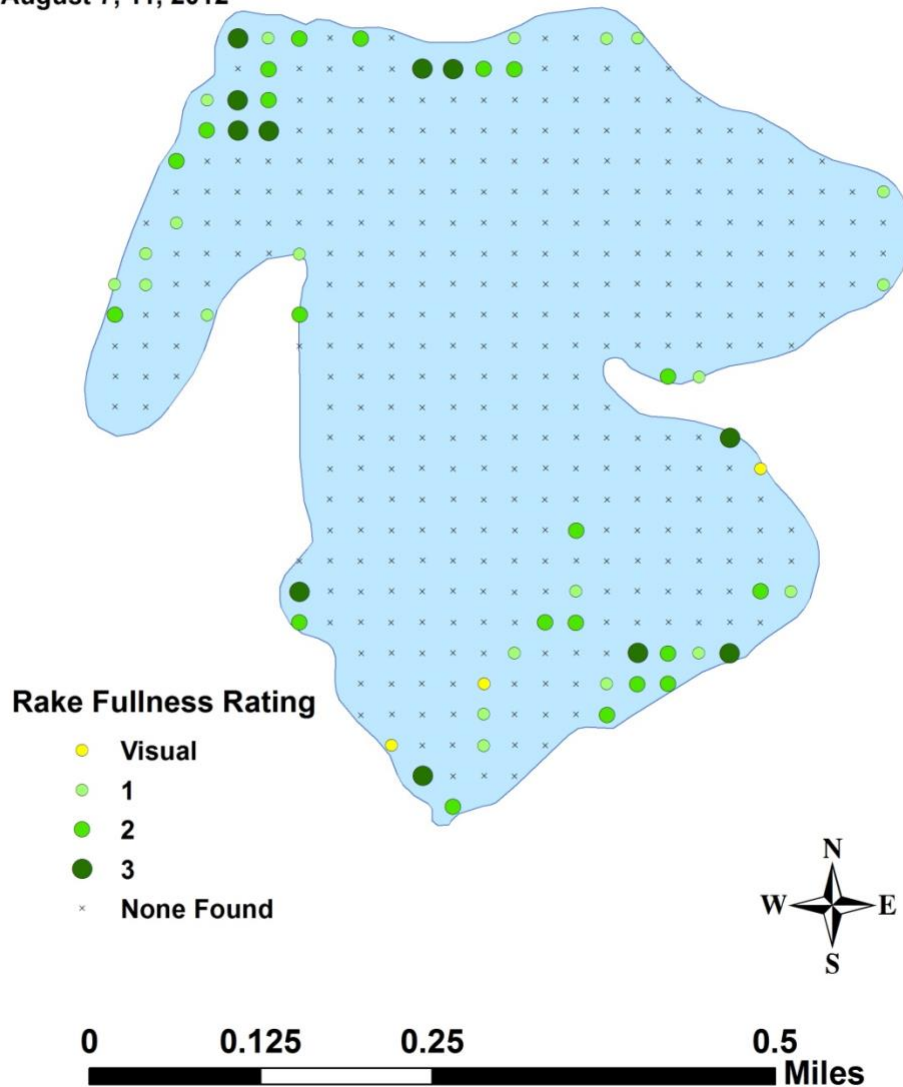 August 7, 11, 2012
Rake Fullness Rating
Visual
1
2
3
None Found
N
W E
S
0 0.125 0.25 0.5
Miles